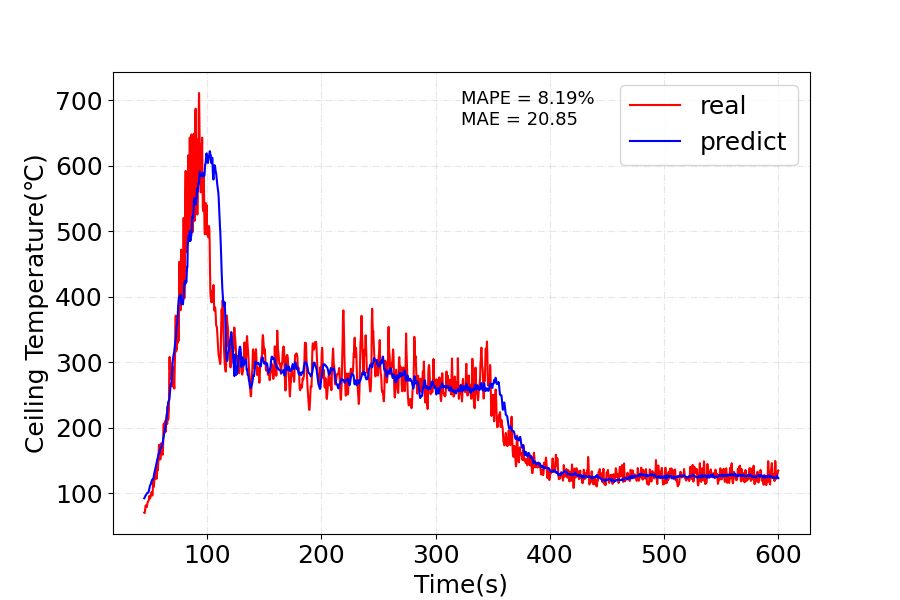 MAPE = 8.19%
MAE = 20.85
real
predict
700
600
500
400
300
200
100
Ceiling Temperature(℃)
100 200 300 400 500 600
Time(s)